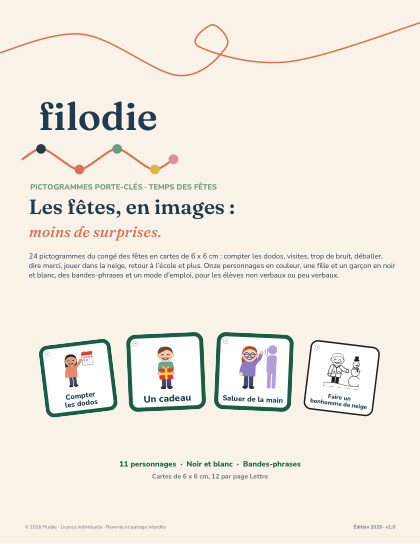 filodie
PICTOGRAMMES PORTE-CLÉS · TEMPS DES FÊTES
Les fêtes, en images :
moins de surprises.
24 pictogrammes du congé des fêtes en cartes de 6 x 6 cm : compter les dodos, visites, trop de bruit, déballer,
dire merci, jouer dans la neige, retour à l'école et plus. Onze personnages en couleur, une fille et un garçon en noir
et blanc, des bandes-phrases et un mode d'emploi, pour les élèves non verbaux ou peu verbaux.
Compter
les dodos
Un cadeau
Saluer de la main
Faire un
bonhomme de neige
11 personnages · Noir et blanc · Bandes-phrases
Cartes de 6 x 6 cm, 12 par page Lettre
© 2026 Filodie · Licence individuelle · Revente et partage interdits
Édition 2026 · v1.0